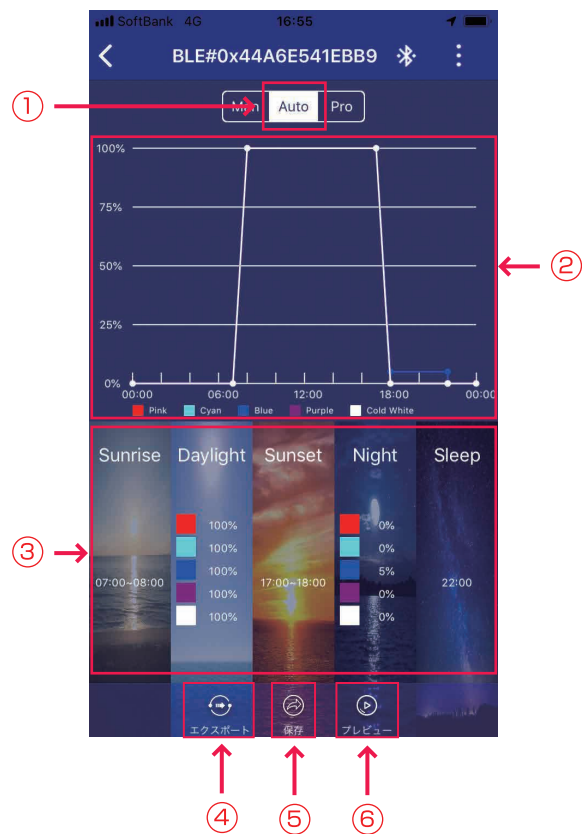 SoftBank 4G 16:55
BLE#0x44A6E541EBB9
① Man Auto Pro
100%
75%
② 
50%
25%
0%
00:00 06:00 12:00 18:00 00:00
Pink Cyan Blue Purple Cold White
Sunrise Daylight Sunset Night Sleep
100% 0%
100% 0%
③ 
07:00~08:00 100% 17:00~18:00 5% 22:00
100% 0%
100% 0%
エクスポート 保存 プレビュー
④ ⑤ ⑥